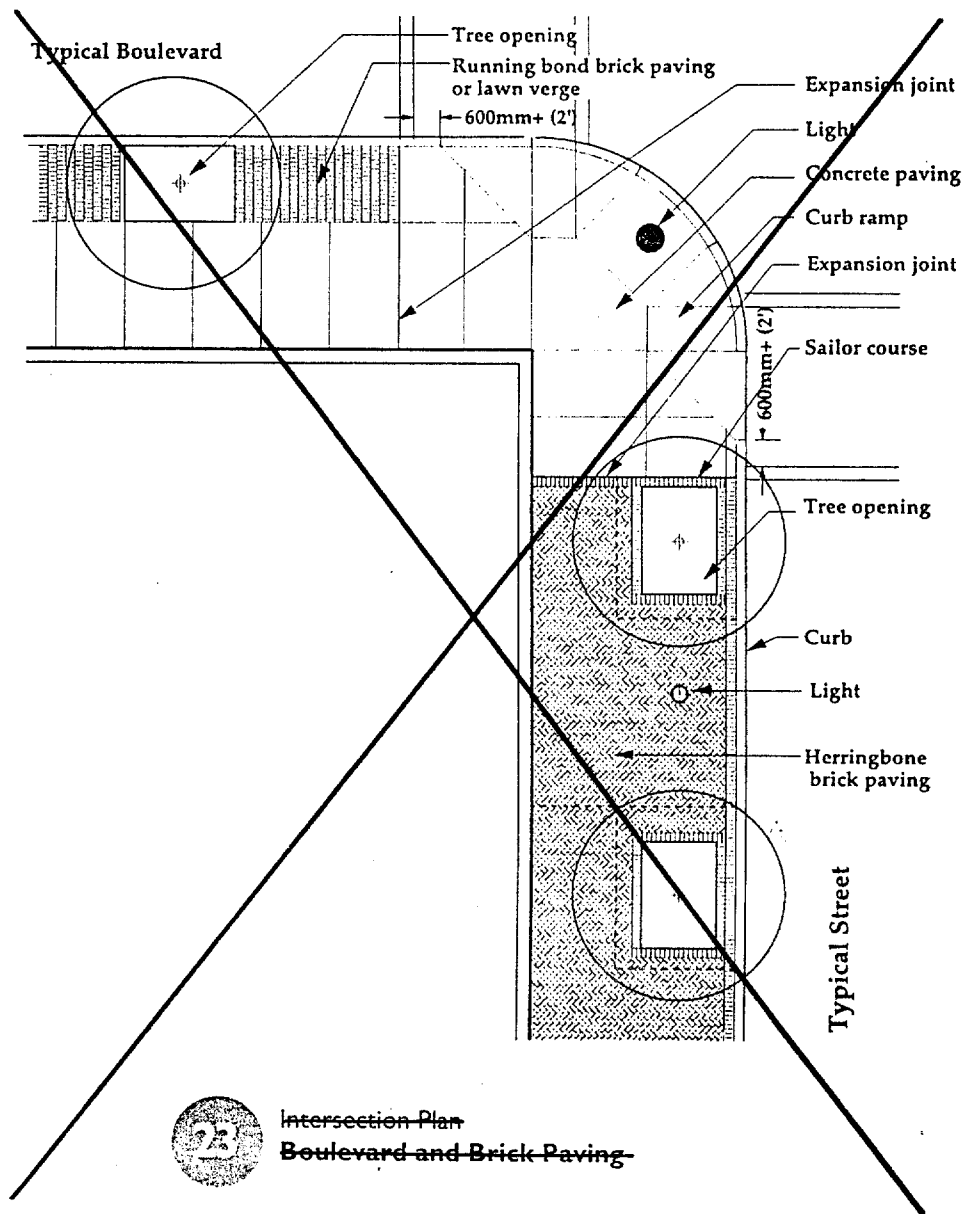 Typical Boulevard
Tree opening
Running bond brick paving
or lawn verge
600mm+ (2')
Expansion joint
Light
Concrete paving
Curb ramp
Expansion joint
Sailor course
600mm+ (2')
Tree opening
Curb
Light
Herringbone
brick paving
Typical Street
23
Intersection Plan
Boulevard and Brick Paving